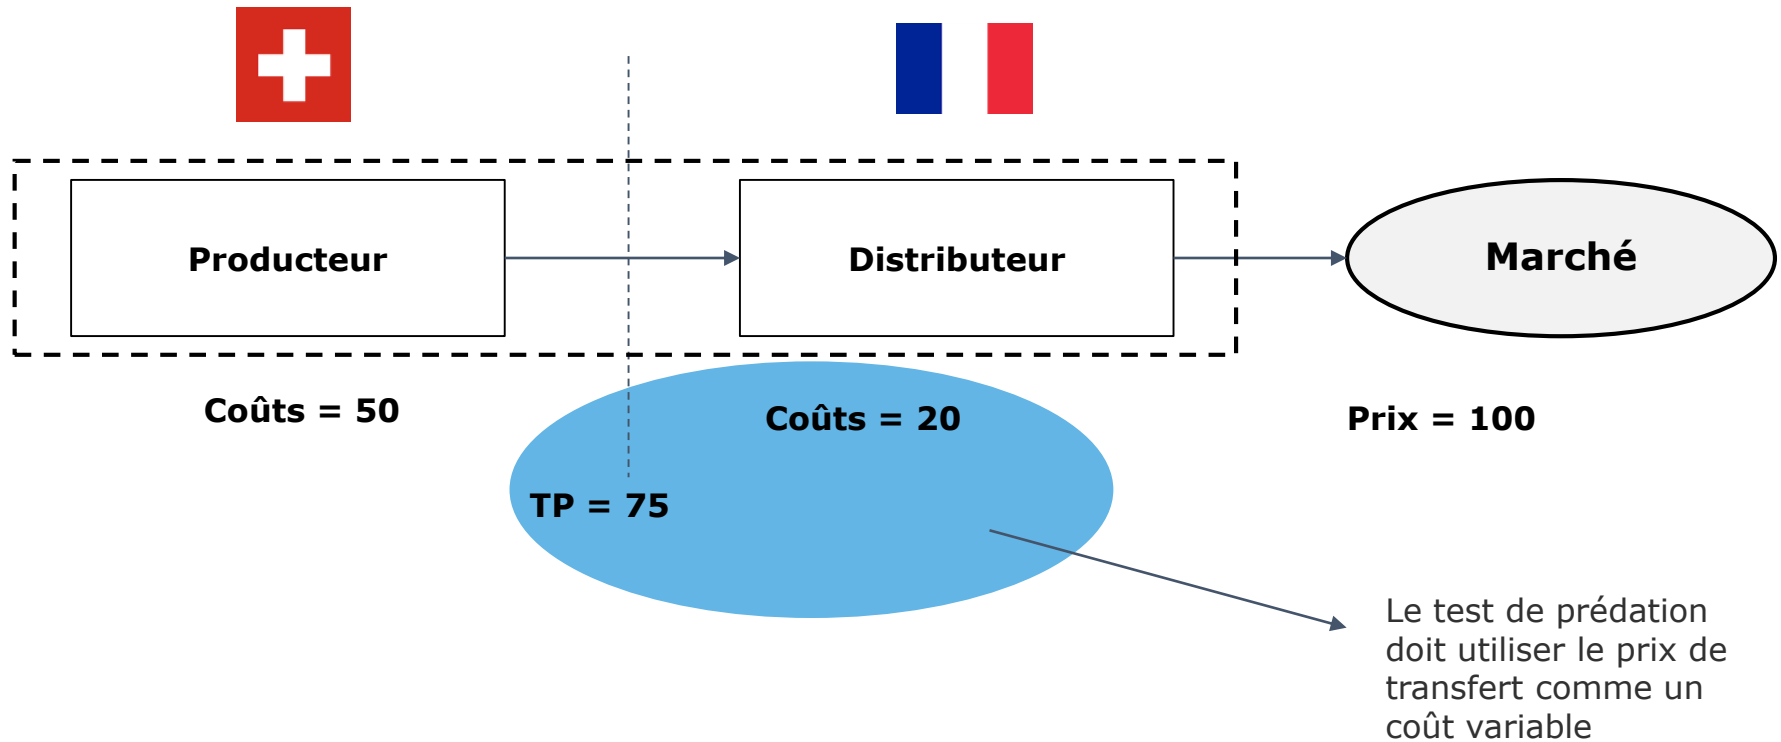 Producteur
Distributeur
Marché
Coûts = 50
Coûts = 20
Prix = 100
TP = 75
Le test de prédation
doit utiliser le prix de
transfert comme un
coût variable